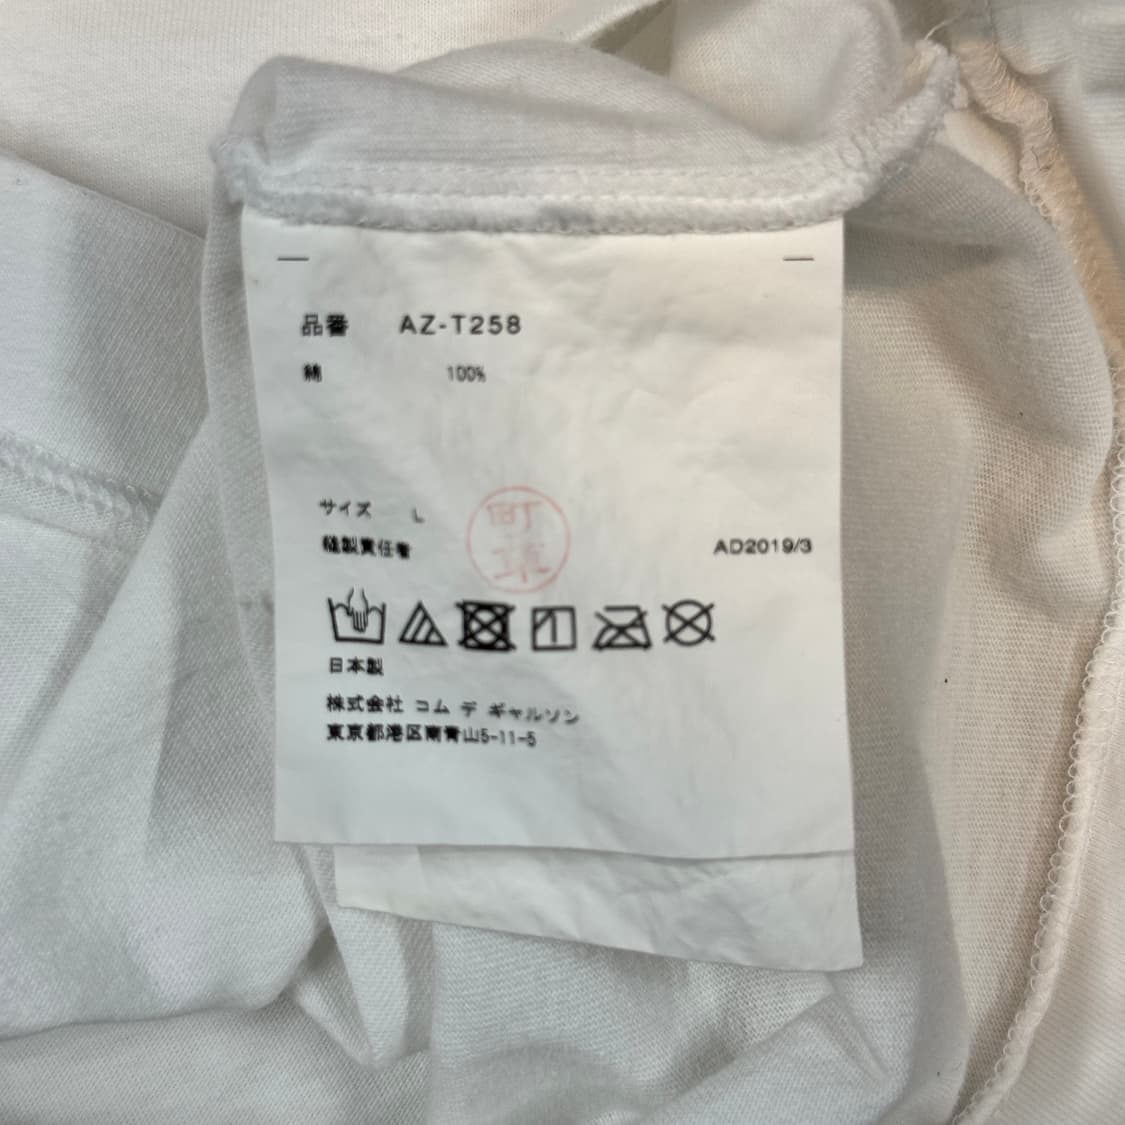 品番 AZ-T258
綿 100%
サイズ L
縫製責任者
AD2019/3
日本製
株式会社 コム デ ギャルソン
東京都港区南青山5-11-5